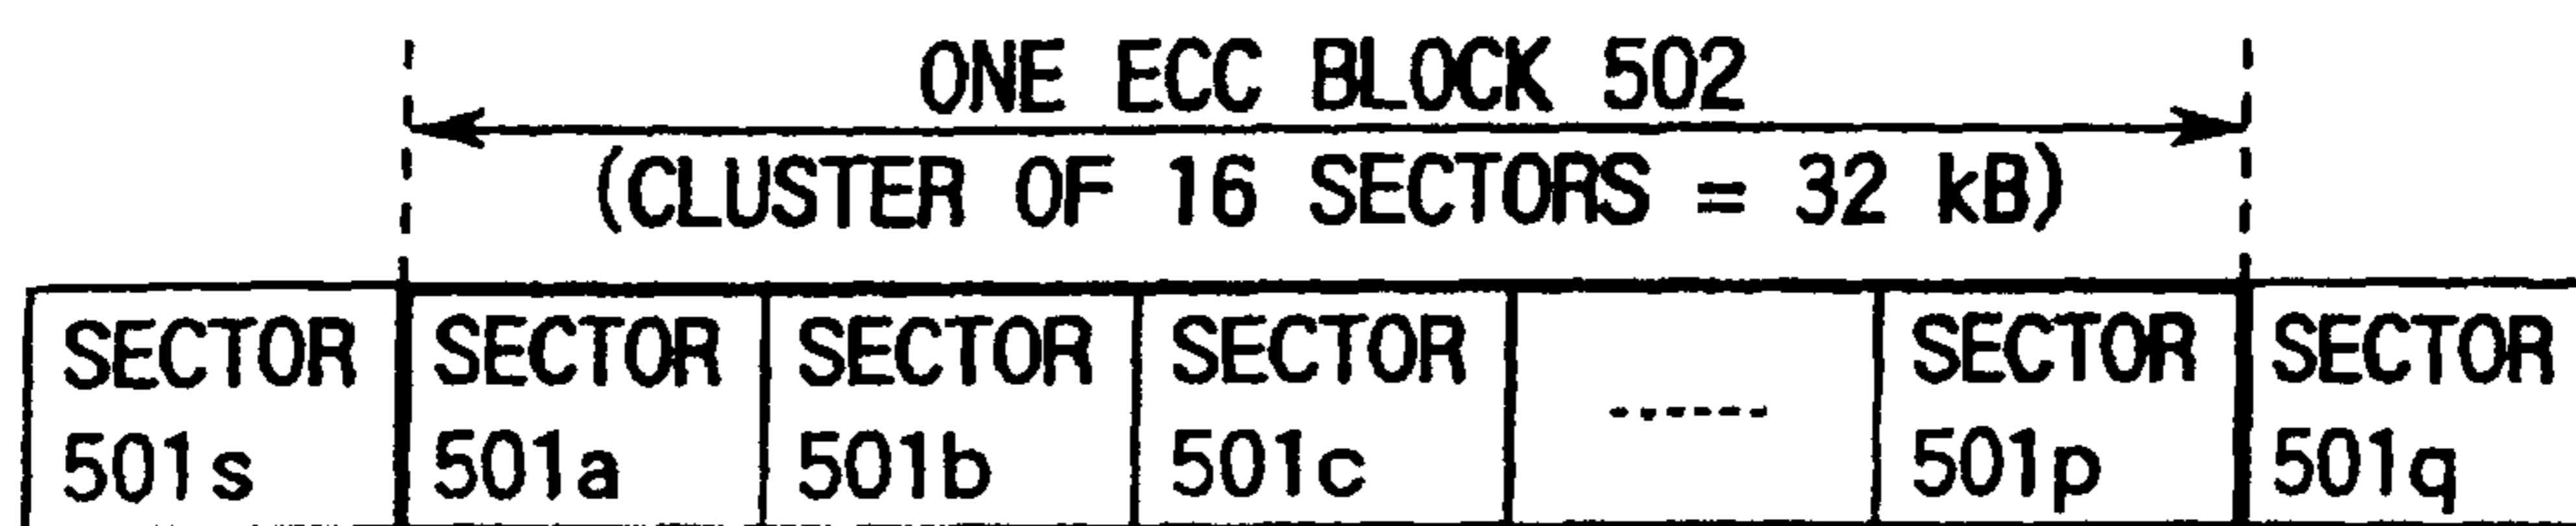 ONE ECC BLOCK 502
(CLUSTER OF 16 SECTORS = 32 kB)
SECTOR SECTOR SECTOR SECTOR ------ SECTOR SECTOR
501s 501a 501b 501c 501p 501q